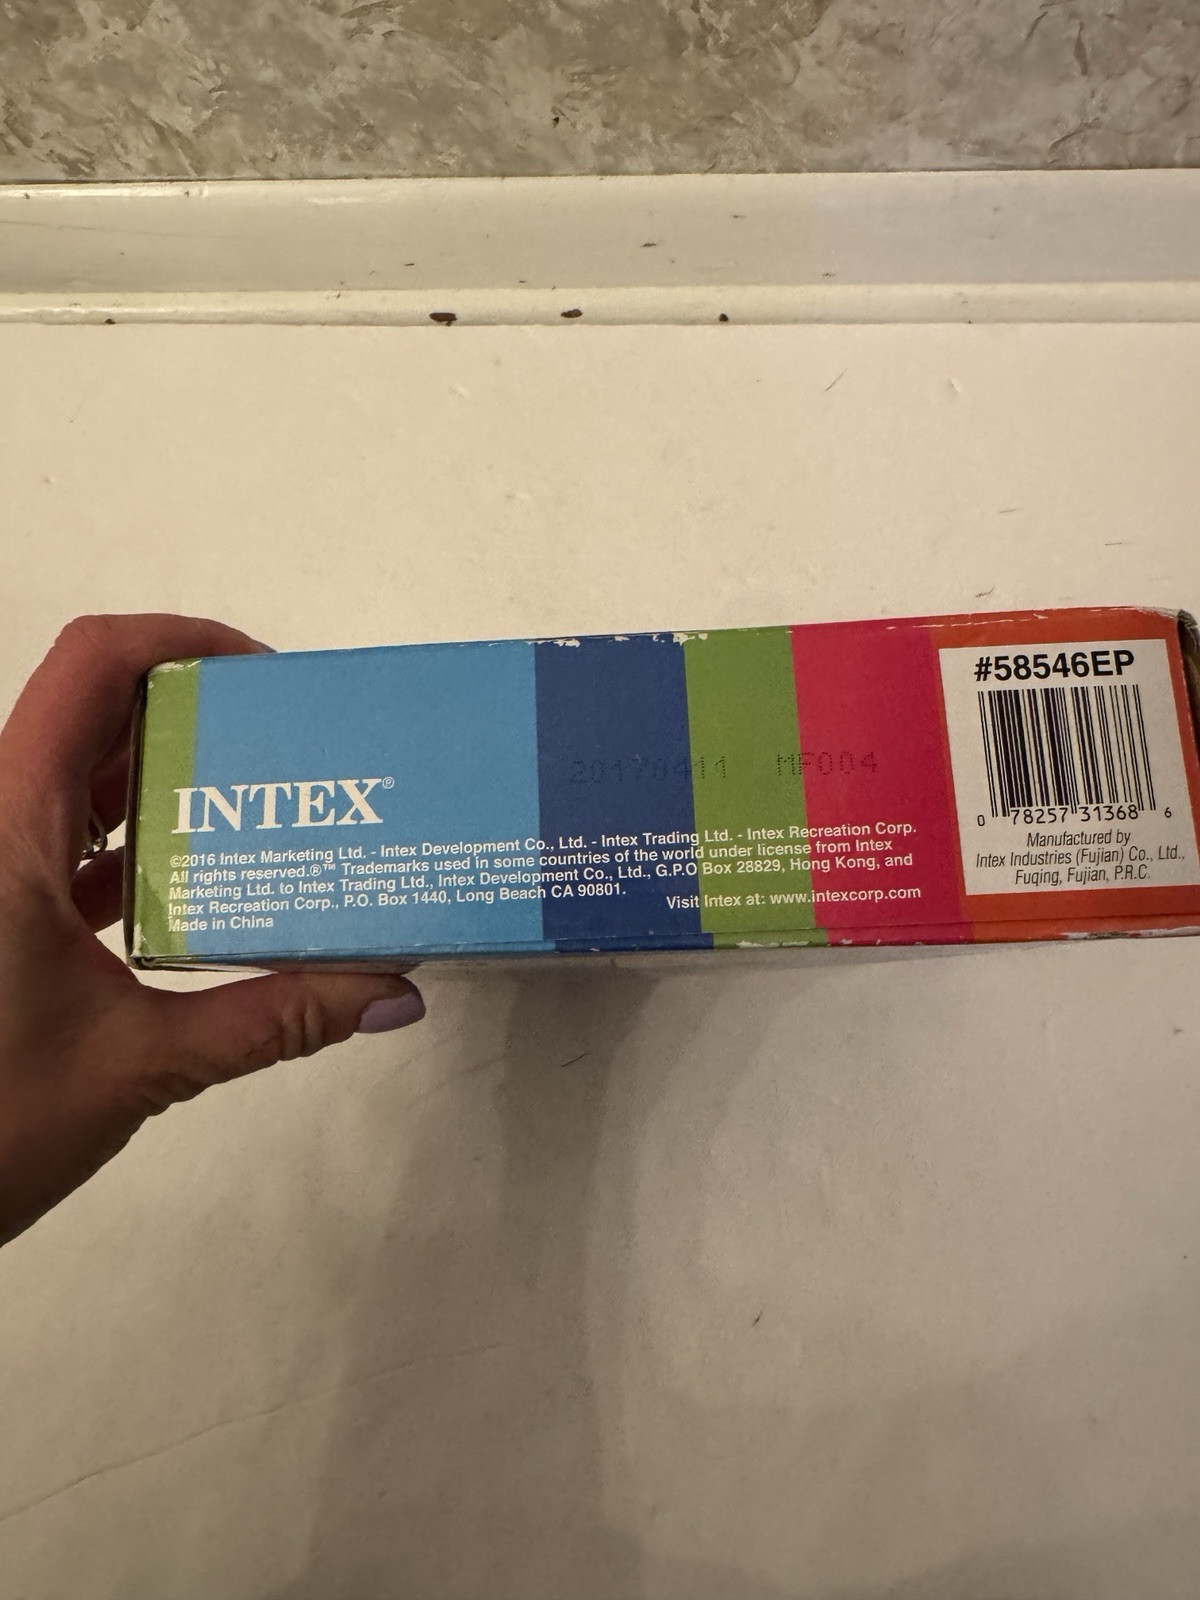 INTEX®
20170411 MF004
©2016 Intex Marketing Ltd. - Intex Development Co., Ltd. - Intex Trading Ltd. - Intex Recreation Corp.
All rights reserved.®™ Trademarks used in some countries of the world under license from Intex
Marketing Ltd. to Intex Trading Ltd., Intex Development Co., Ltd., G.P.O Box 28829, Hong Kong, and
Intex Recreation Corp., P.O. Box 1440, Long Beach CA 90801.
Visit Intex at: www.intexcorp.com
Made in China
#58546EP
0 78257 31368 6
Manufactured by
Intex Industries (Fujian) Co., Ltd.,
Fuqing, Fujian, P.R.C.